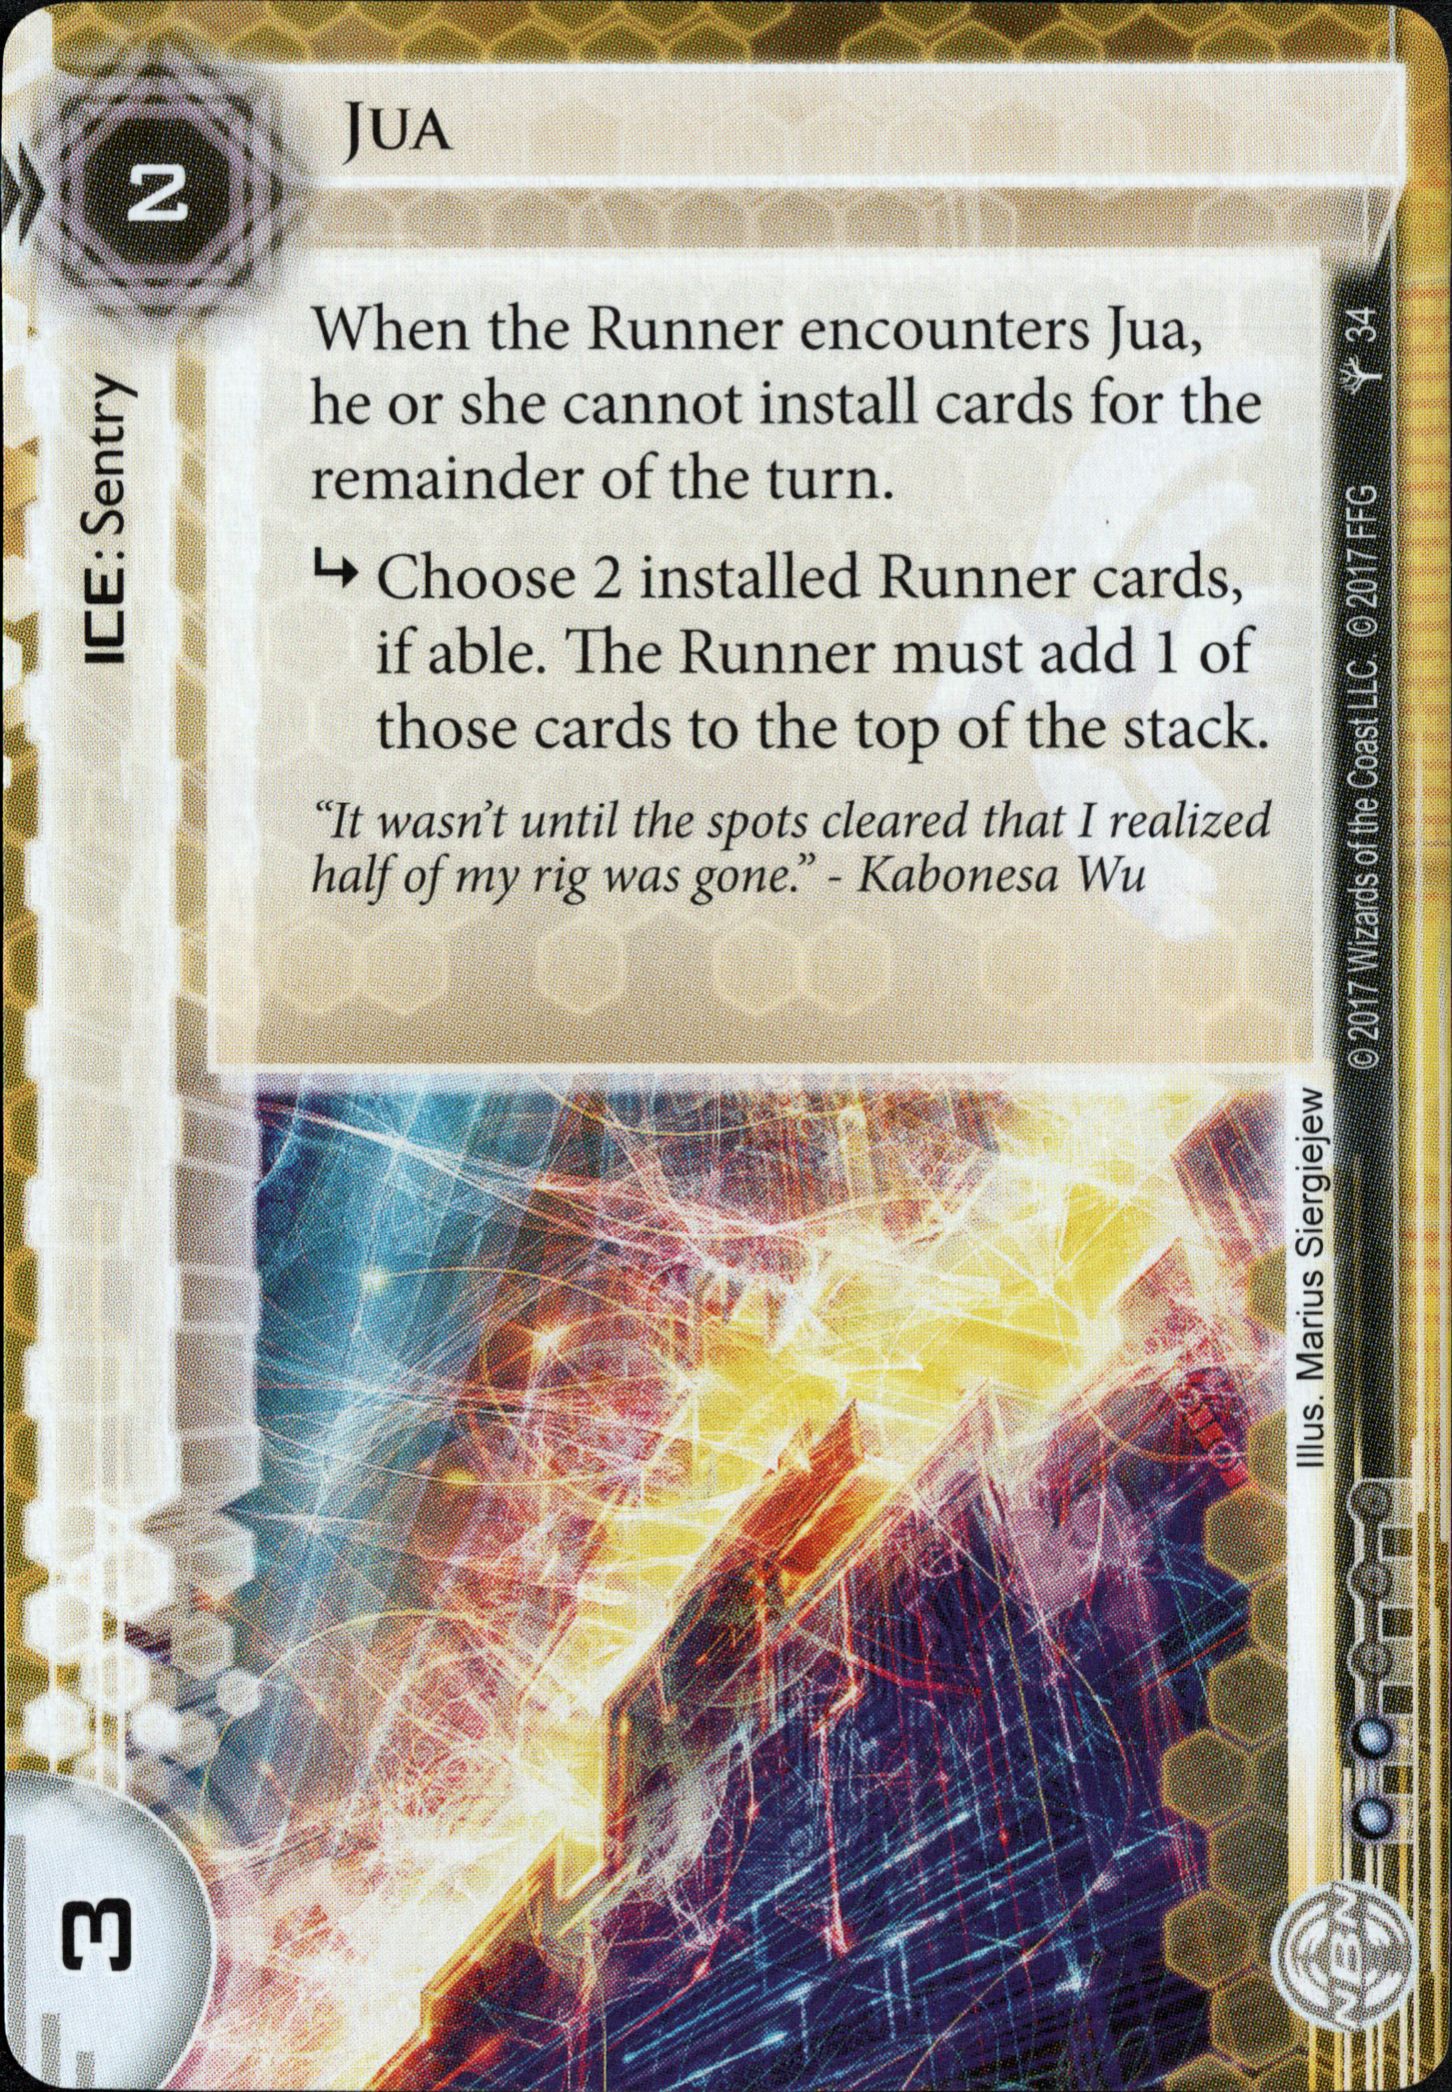 JUA
2
ICE: Sentry
When the Runner encounters Jua,
he or she cannot install cards for the
remainder of the turn.
↳ Choose 2 installed Runner cards,
if able. The Runner must add 1 of
those cards to the top of the stack.
“It wasn’t until the spots cleared that I realized
half of my rig was gone.” - Kabonesa Wu
34
© 2017 Wizards of the Coast LLC. © 2017 FFG
Illus. Marius Siergiejew
3
NBN